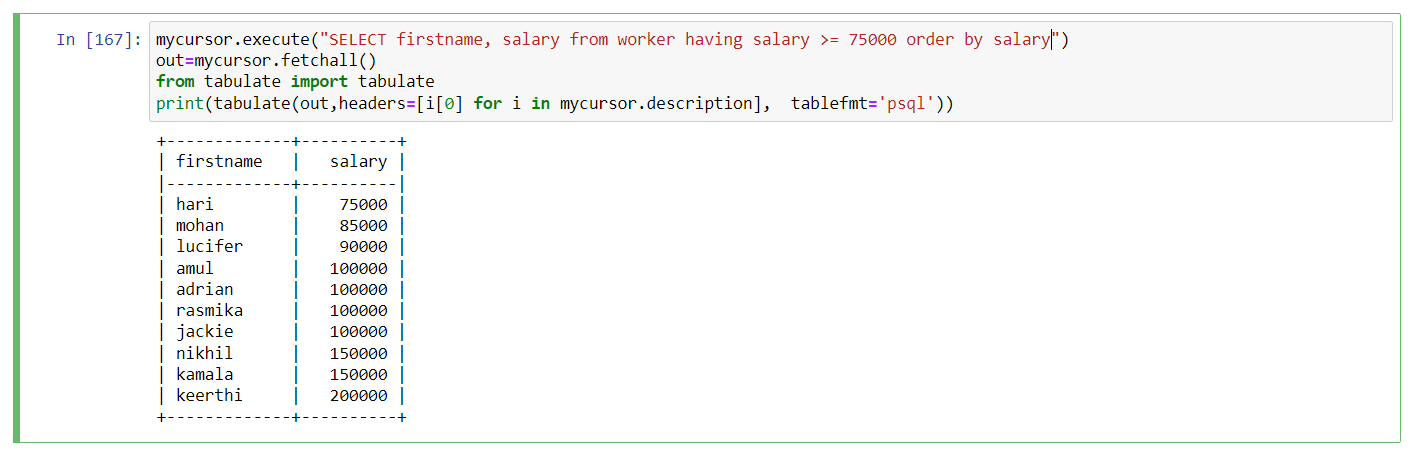 In [167]: mycursor.execute("SELECT firstname, salary from worker having salary >= 75000 order by salary")
out=mycursor.fetchall()
from tabulate import tabulate
print(tabulate(out,headers=[i[0] for i in mycursor.description],  tablefmt='psql'))
+-------------+----------+
| firstname   |   salary |
|-------------+----------|
| hari        |    75000 |
| mohan       |    85000 |
| lucifer     |    90000 |
| amul        |   100000 |
| adrian      |   100000 |
| rasmika     |   100000 |
| jackie      |   100000 |
| nikhil      |   150000 |
| kamala      |   150000 |
| keerthi     |   200000 |
+-------------+----------+